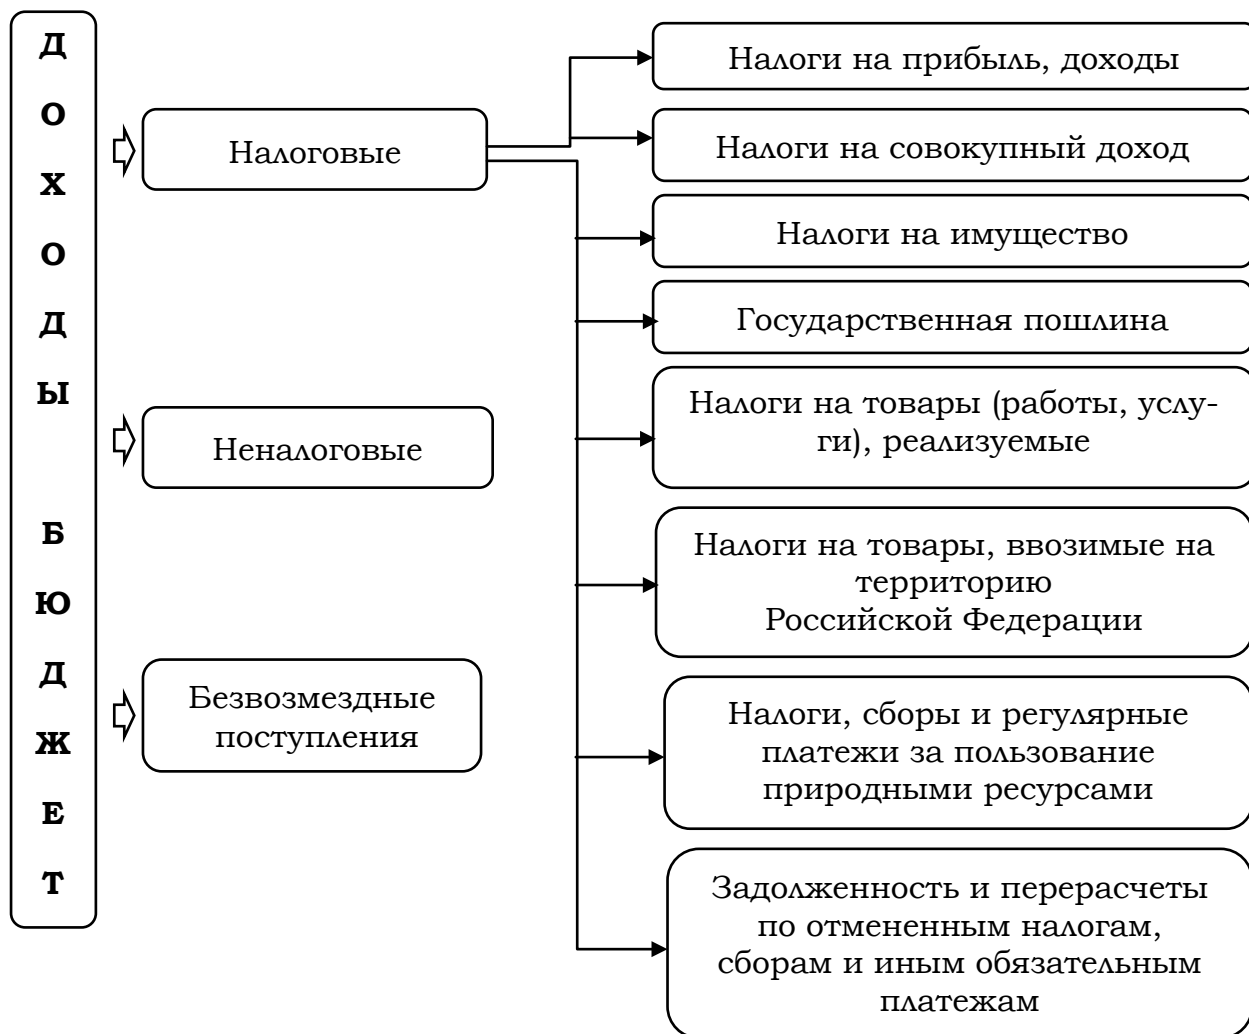 ДОХОДЫ БЮДЖЕТ
Налоговые
Неналоговые
Безвозмездные
поступления
Налоги на прибыль, доходы
Налоги на совокупный доход
Налоги на имущество
Государственная пошлина
Налоги на товары (работы, услу-
ги), реализуемые
Налоги на товары, ввозимые на
территорию
Российской Федерации
Налоги, сборы и регулярные
платежи за пользование
природными ресурсами
Задолженность и перерасчеты
по отмененным налогам,
сборам и иным обязательным
платежам